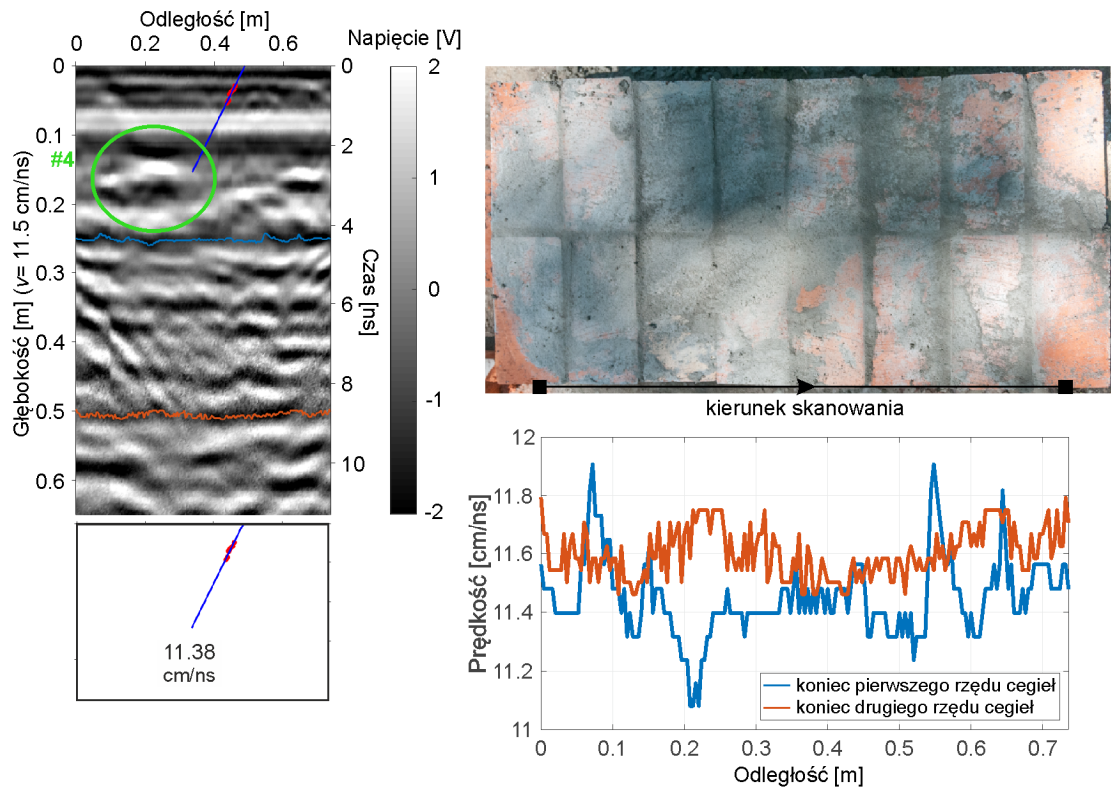 Odległość [m]
0 0.2 0.4 0.6
Napięcie [V]
Głębokość [m] (v= 11.5 cm/ns)
0
0.1
0.2
0.3
0.4
0.5
0.6
#4
0
2
4
6
8
10
Czas [ns]
2
1
0
-1
-2
11.38
cm/ns
kierunek skanowania
Prędkość [cm/ns]
12
11.8
11.6
11.4
11.2
11
koniec pierwszego rzędu cegieł
koniec drugiego rzędu cegieł
0 0.1 0.2 0.3 0.4 0.5 0.6 0.7
Odległość [m]